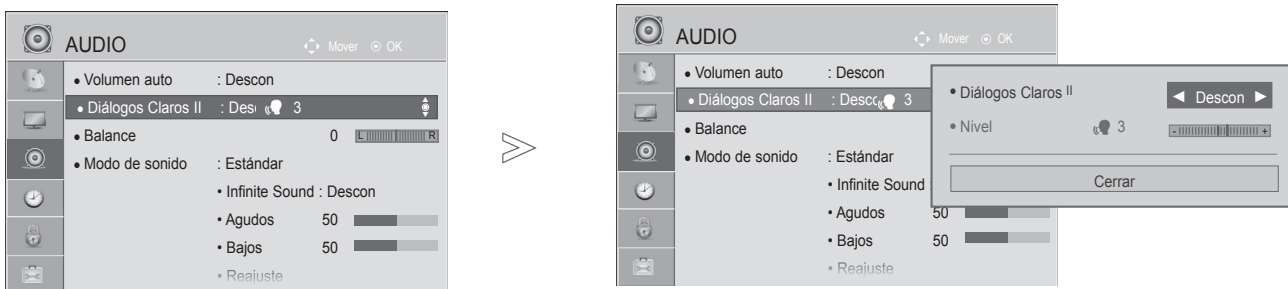 AUDIO
Mover OK
• Volumen auto : Descon
• Diálogos Claros II : Des 3
• Balance 0 L R
• Modo de sonido : Estándar
• Infinite Sound : Descon
• Agudos 50
• Bajos 50
• Reajuste
AUDIO
Mover OK
• Volumen auto : Descon
• Diálogos Claros II : Desco 3
• Balance
• Modo de sonido : Estándar
• Infinite Sound :
• Agudos 50
• Bajos 50
• Reajuste
• Diálogos Claros II ◄ Descon ►
• Nivel 3 - +
Cerrar